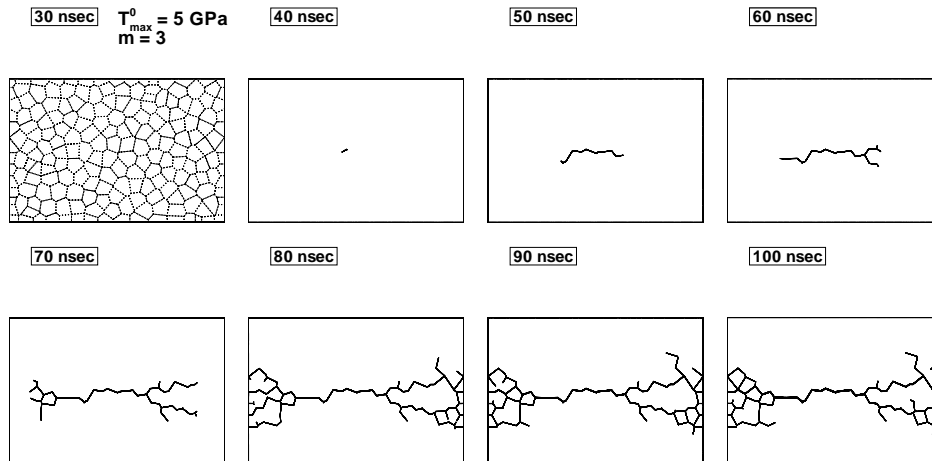 30 nsec
T⁰max = 5 GPa
m = 3
40 nsec
50 nsec
60 nsec
70 nsec
80 nsec
90 nsec
100 nsec